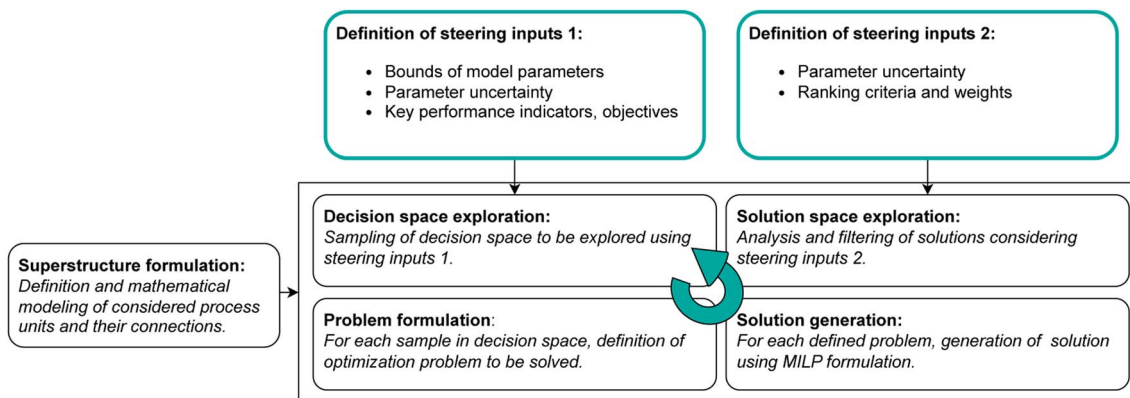 Definition of steering inputs 1:
• Bounds of model parameters
• Parameter uncertainty
• Key performance indicators, objectives
Definition of steering inputs 2:
• Parameter uncertainty
• Ranking criteria and weights
Superstructure formulation:
Definition and mathematical
modeling of considered process
units and their connections.
Decision space exploration:
Sampling of decision space to be explored using
steering inputs 1.
Solution space exploration:
Analysis and filtering of solutions considering
steering inputs 2.
Problem formulation:
For each sample in decision space, definition of
optimization problem to be solved.
Solution generation:
For each defined problem, generation of solution
using MILP formulation.